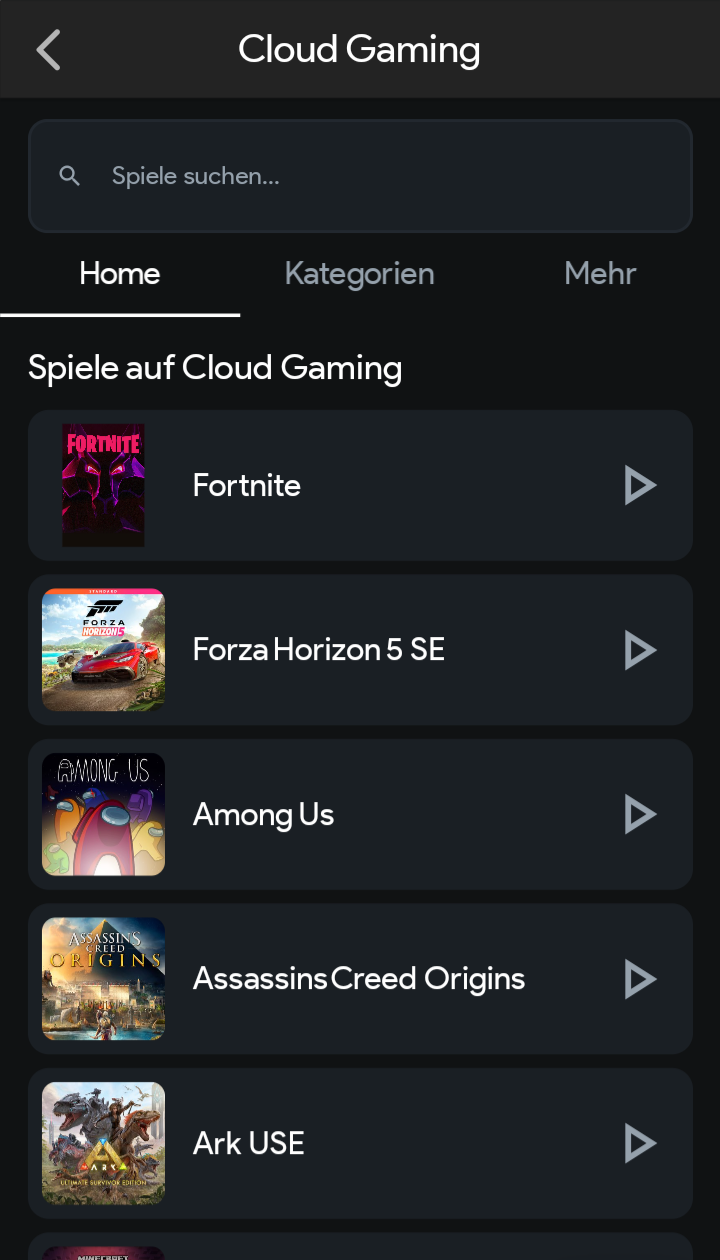 Cloud Gaming
Spiele suchen...
Home Kategorien Mehr
Spiele auf Cloud Gaming
FORTNITE
Fortnite
STANDARD
FORZA
HORIZON 5
Forza Horizon 5 SE
AMONG US
Among Us
ASSASSIN'S
CREED
ORIGINS
Assassins Creed Origins
ARK
ULTIMATE SURVIVOR EDITION
Ark USE
MINECRAFT